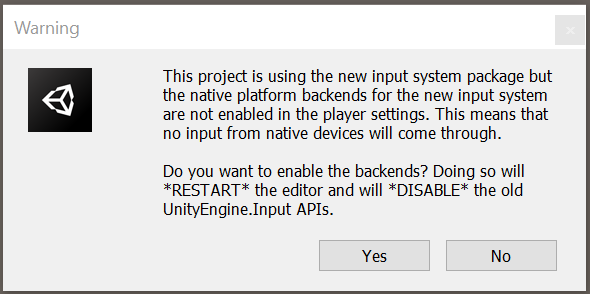 Warning
This project is using the new input system package but
the native platform backends for the new input system
are not enabled in the player settings. This means that
no input from native devices will come through.
Do you want to enable the backends? Doing so will
*RESTART* the editor and will *DISABLE* the old
UnityEngine.Input APIs.
Yes
No